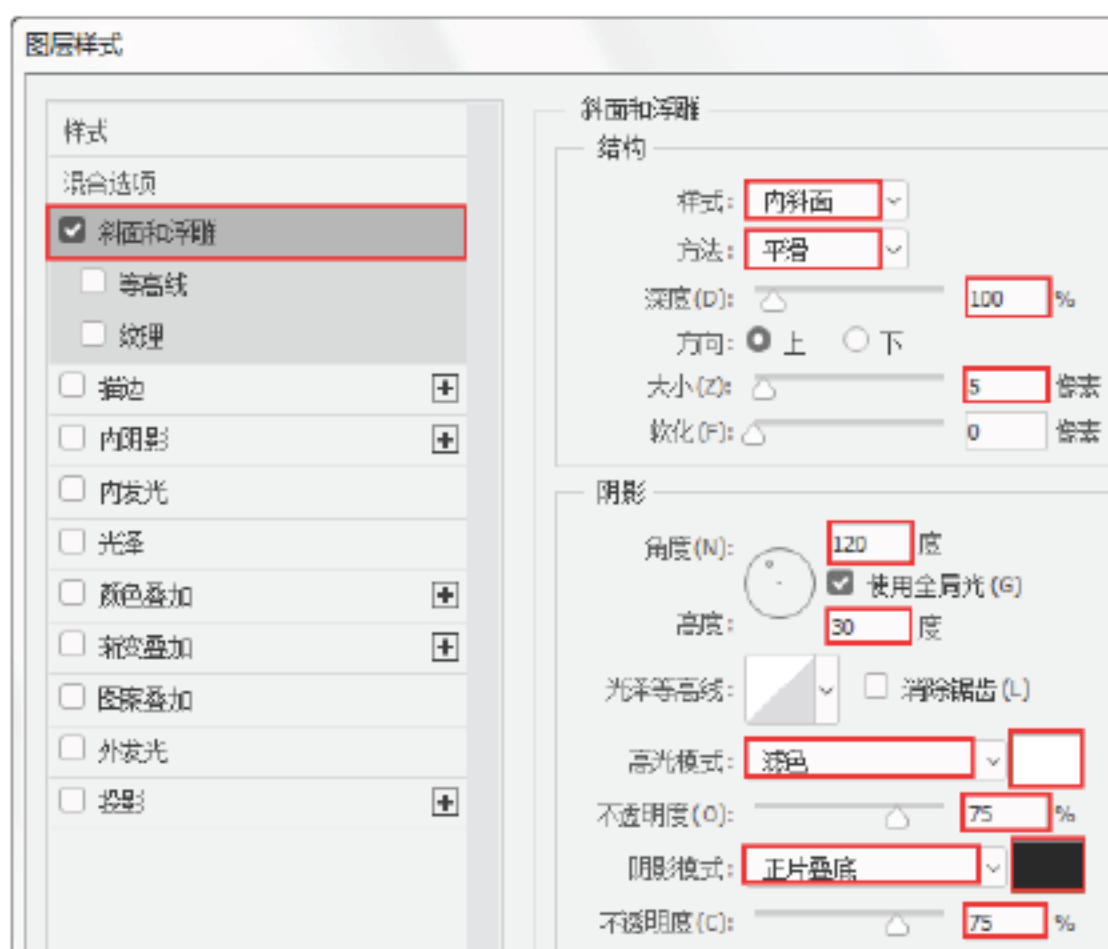 图层样式
样式
混合选项
斜面和浮雕
等高线
纹理
描边
内阴影
内发光
光泽
颜色叠加
渐变叠加
图案叠加
外发光
投影
斜面和浮雕
结构
样式: 内斜面
方法: 平滑
深度(D): 100 %
方向: 上 下
大小(Z): 5 像素
软化(F): 0 像素
阴影
角度(N): 120 度
使用全局光(G)
高度: 30 度
光泽等高线: 消除锯齿(L)
高光模式: 滤色
不透明度(O): 75 %
阴影模式: 正片叠底
不透明度(C): 75 %